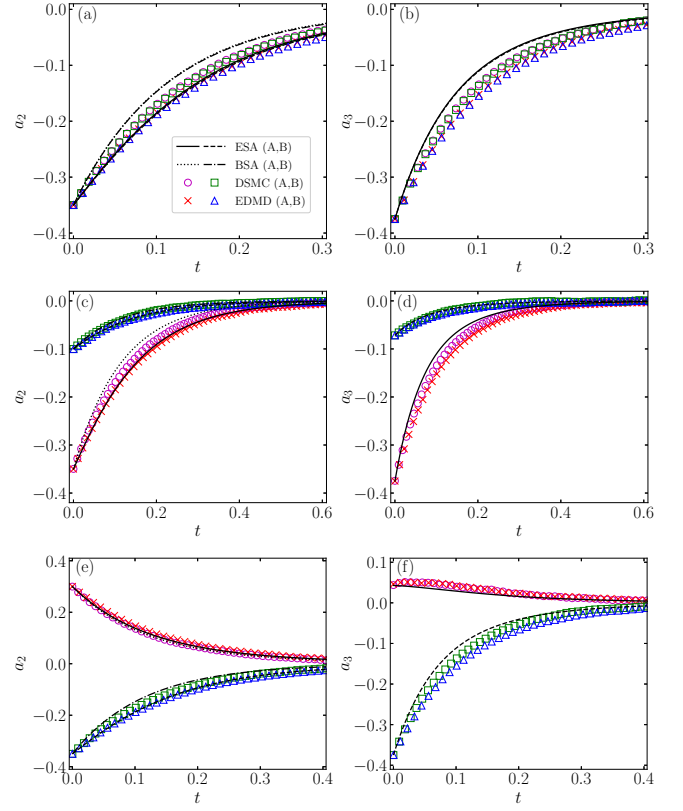 (a)
0.0
−0.1
−0.2
−0.3
−0.4
a2
0.0 0.1 0.2 0.3
t
ESA (A,B)
BSA (A,B)
DSMC (A,B)
EDMD (A,B)
(b)
0.0
−0.1
−0.2
−0.3
−0.4
a3
0.0 0.1 0.2 0.3
t
(c)
0.0
−0.1
−0.2
−0.3
−0.4
a2
0.0 0.2 0.4 0.6
t
(d)
0.0
−0.1
−0.2
−0.3
−0.4
a3
0.0 0.2 0.4 0.6
t
(e)
0.4
0.2
0.0
−0.2
−0.4
a2
0.0 0.1 0.2 0.3 0.4
t
(f)
0.1
0.0
−0.1
−0.2
−0.3
−0.4
a3
0.0 0.1 0.2 0.3 0.4
t